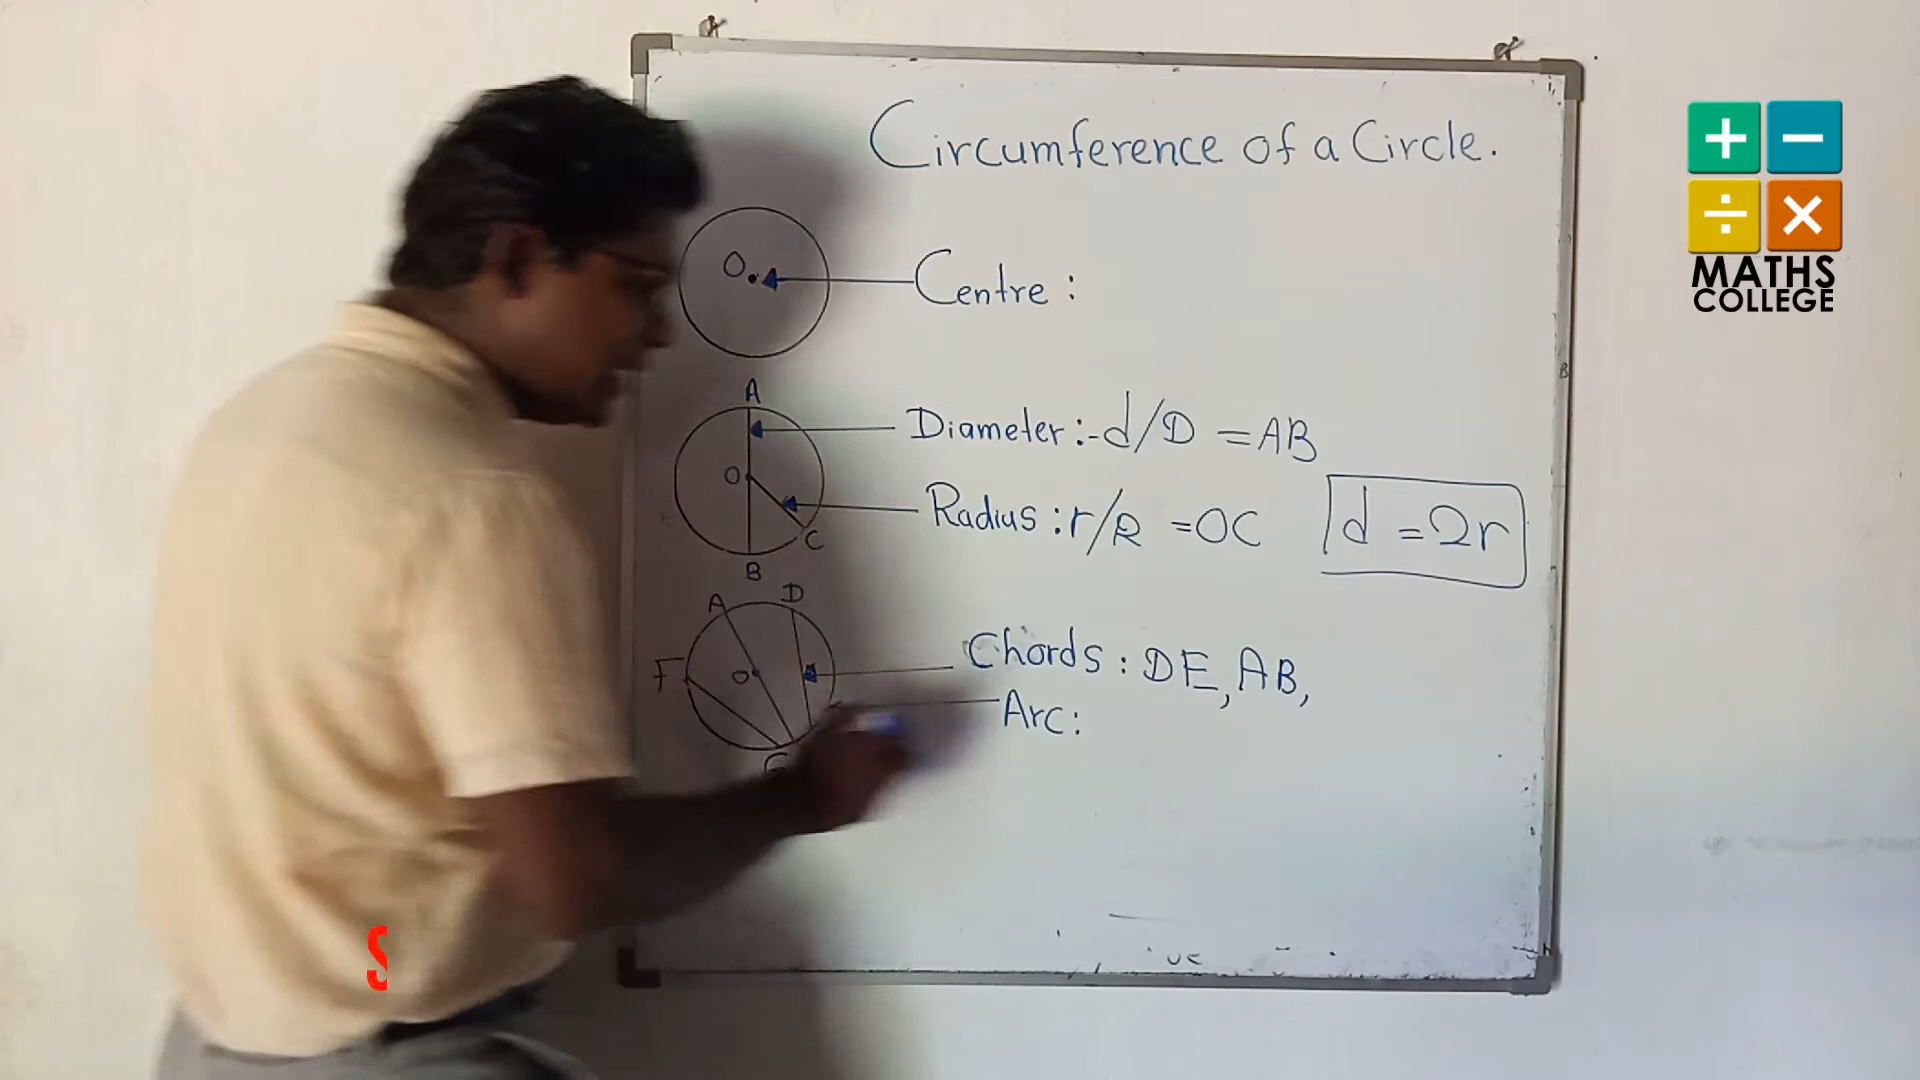 Circumference of a Circle.
O
Centre :
A
Diameter :- d/D = AB
O
Radius : r/R = OC
d = 2r
C
B
A D
F O
Chords : DE, AB,
Arc :
G
+ −
÷ ×
MATHS
COLLEGE
S